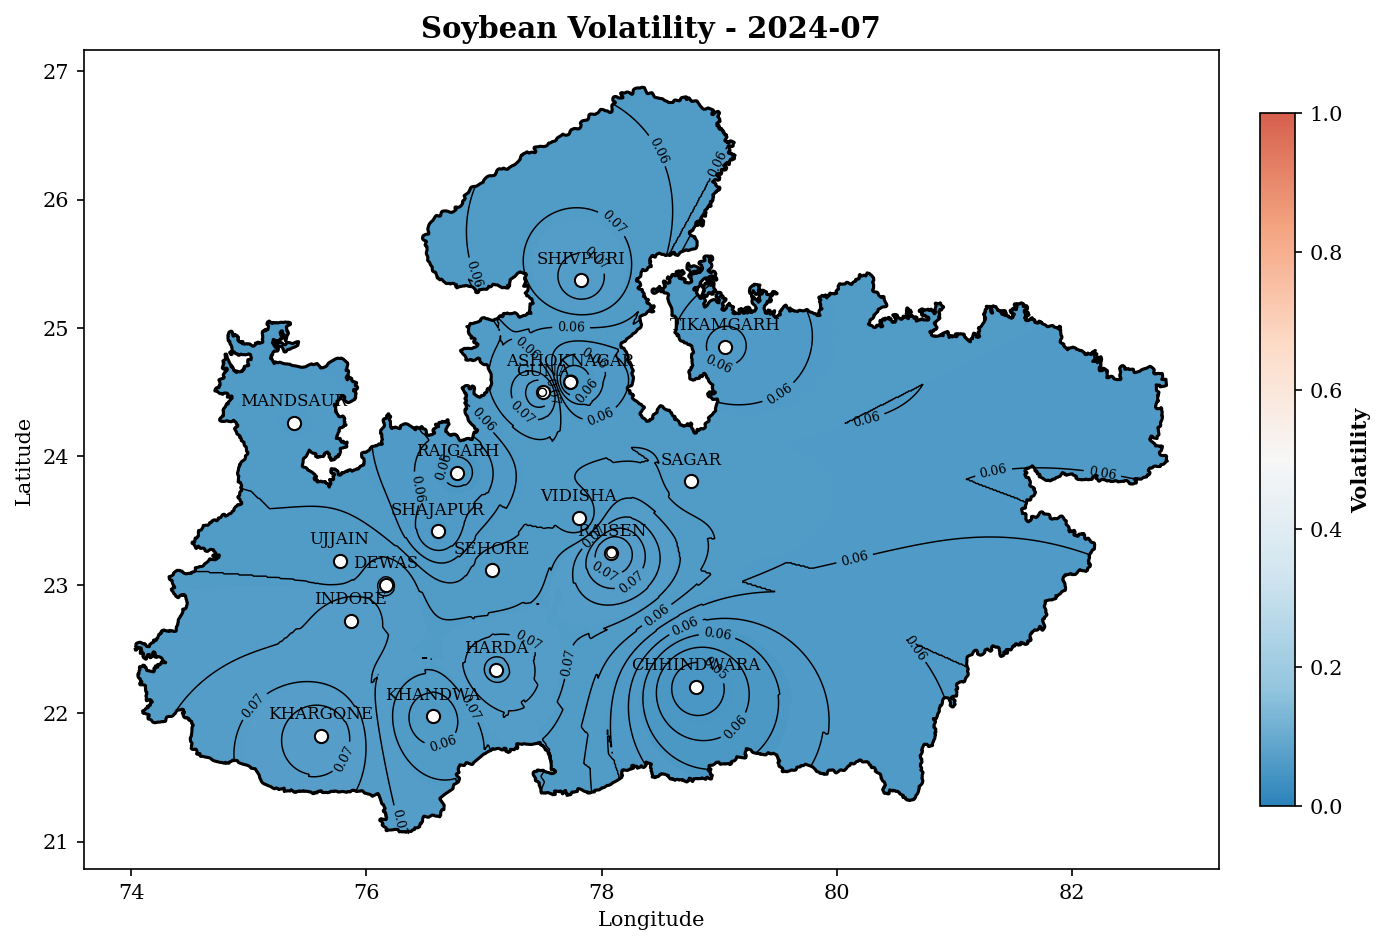 Soybean Volatility - 2024-07
27
26
25
24
23
22
21
Latitude
74
76
78
80
82
Longitude
1.0
0.8
0.6
0.4
0.2
0.0
Volatility
SHIVPURI
TIKAMGARH
ASHOKNAGAR
GUNA
MANDSAUR
RAJGARH
SAGAR
VIDISHA
SHAJAPUR
RAISEN
UJJAIN
SEHORE
DEWAS
INDORE
HARDA
CHHINDWARA
KHANDWA
KHARGONE
0.06
0.06
0.07
0.07
0.06
0.06
0.06
0.06
0.06
0.07
0.06
0.06
0.06
0.06
0.06
0.06
0.06
0.06
0.06
0.07
0.07
0.06
0.06
0.06
0.06
0.07
0.07
0.05
0.06
0.06
0.07
0.07
0.07
0.06